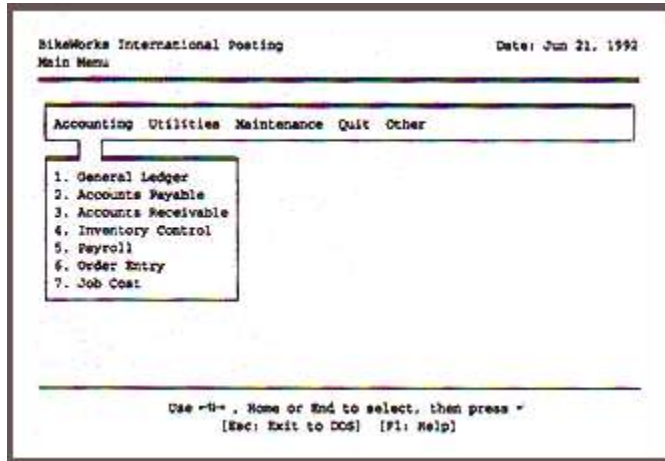 BikeWorks International Posting Date: Jun 21, 1992
Main Menu
Accounting Utilities Maintenance Quit Other
1. General Ledger
2. Accounts Payable
3. Accounts Receivable
4. Inventory Control
5. Payroll
6. Order Entry
7. Job Cost
Use , Home or End to select, then press
[Esc: Exit to DOS] [F1: Help]